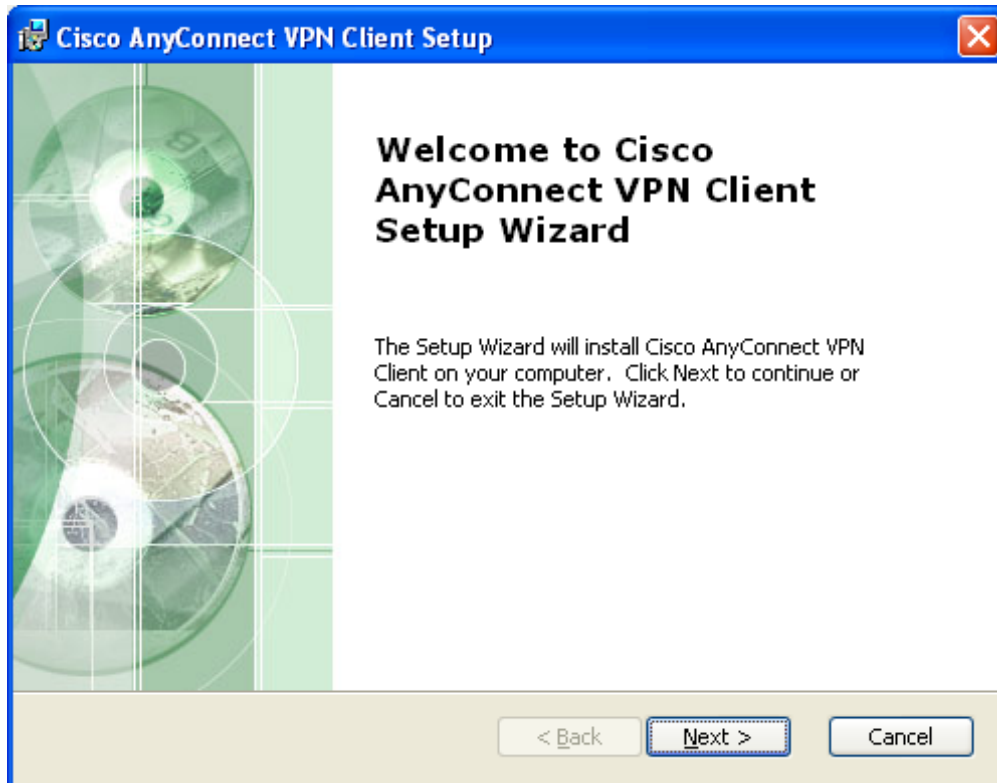 Cisco AnyConnect VPN Client Setup
Welcome to Cisco
AnyConnect VPN Client
Setup Wizard
The Setup Wizard will install Cisco AnyConnect VPN
Client on your computer.  Click Next to continue or
Cancel to exit the Setup Wizard.
< Back
Next >
Cancel